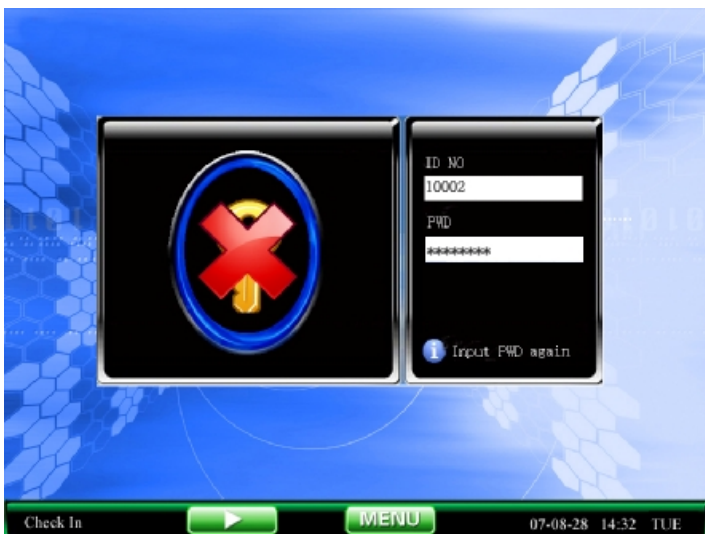 ID NO
10002
PWD
********
Input PWD again
Check In
MENU
07-08-28 14:32 TUE